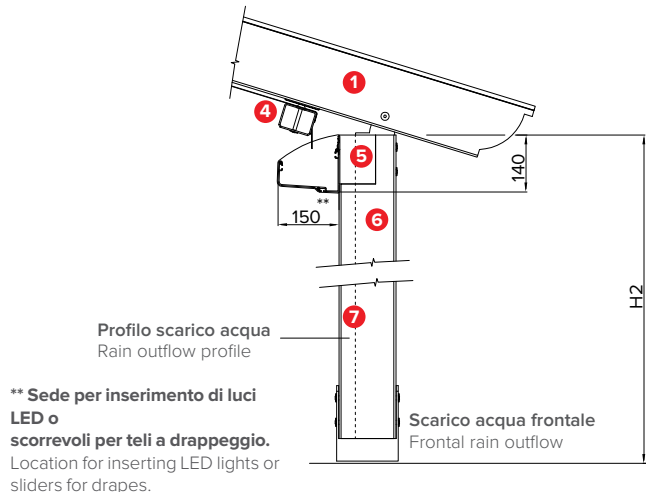 1
4
5
140
**
150
6
H2
7
Profilo scarico acqua
Rain outflow profile
** Sede per inserimento di luci
LED o
scorrevoli per teli a drappeggio.
Location for inserting LED lights or
sliders for drapes.
Scarico acqua frontale
Frontal rain outflow